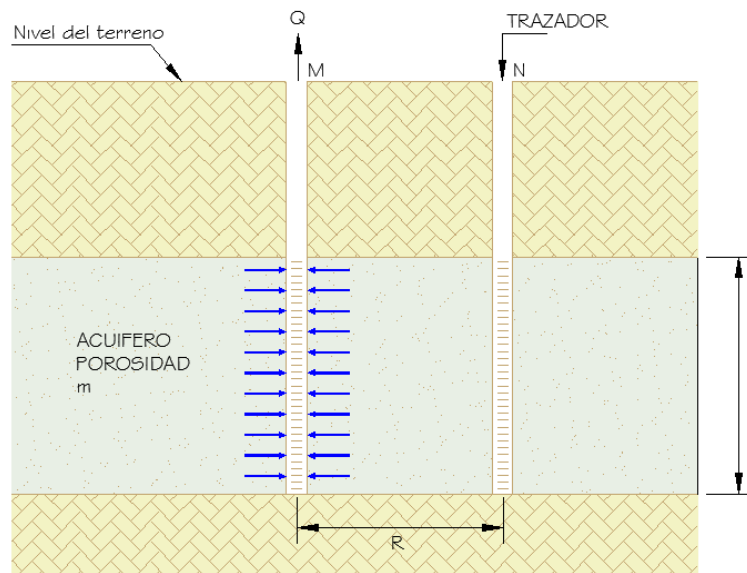 Q
TRAZADOR
Nivel del terreno
M
N
ACUIFERO
POROSIDAD
m
R